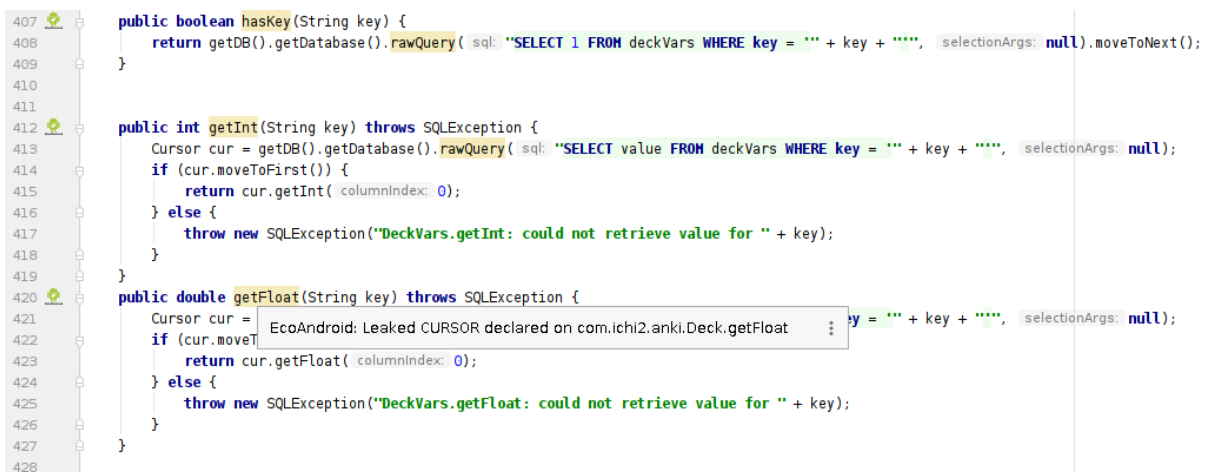 407 public boolean hasKey(String key) {
408 return getDB().getDatabase().rawQuery( sql: "SELECT 1 FROM deckVars WHERE key = '" + key + "'", selectionArgs: null).moveToNext();
409 }
410
411
412 public int getInt(String key) throws SQLException {
413 Cursor cur = getDB().getDatabase().rawQuery( sql: "SELECT value FROM deckVars WHERE key = '" + key + "'", selectionArgs: null);
414 if (cur.moveToFirst()) {
415 return cur.getInt( columnIndex: 0);
416 } else {
417 throw new SQLException("DeckVars.getInt: could not retrieve value for " + key);
418 }
419 }
420 public double getFloat(String key) throws SQLException {
421 Cursor cur = ey = '" + key + "'", selectionArgs: null);
EcoAndroid: Leaked CURSOR declared on com.ichi2.anki.Deck.getFloat
422 if (cur.moveT
423 return cur.getFloat( columnIndex: 0);
424 } else {
425 throw new SQLException("DeckVars.getFloat: could not retrieve value for " + key);
426 }
427 }
428